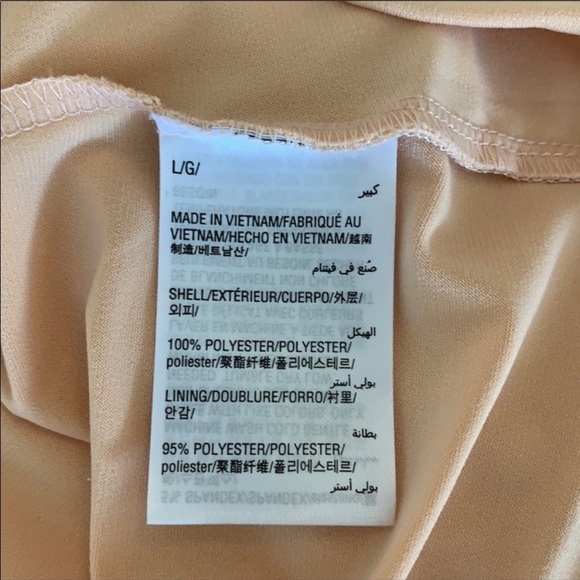 L/G/
كبير
MADE IN VIETNAM/FABRIQUÉ AU
VIETNAM/HECHO EN VIETNAM/越南
制造/베트남산/
صُنع في فيتنام
SHELL/EXTÉRIEUR/CUERPO/外层/
외피/
الهيكل
100% POLYESTER/POLYESTER/
poliester/聚酯纤维/폴리에스테르/
بولي أستر
LINING/DOUBLURE/FORRO/衬里/
안감/
بطانة
95% POLYESTER/POLYESTER/
poliester/聚酯纤维/폴리에스테르/
بولي أستر